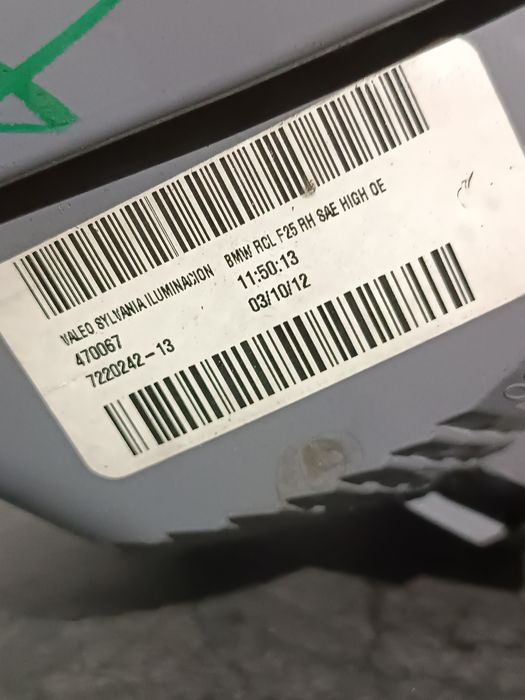 VALEO SYLVANIA ILUMINACION BMW RCL F25 RH SAE HIGH OE
470067 11:50:13
7220242-13 03/10/12